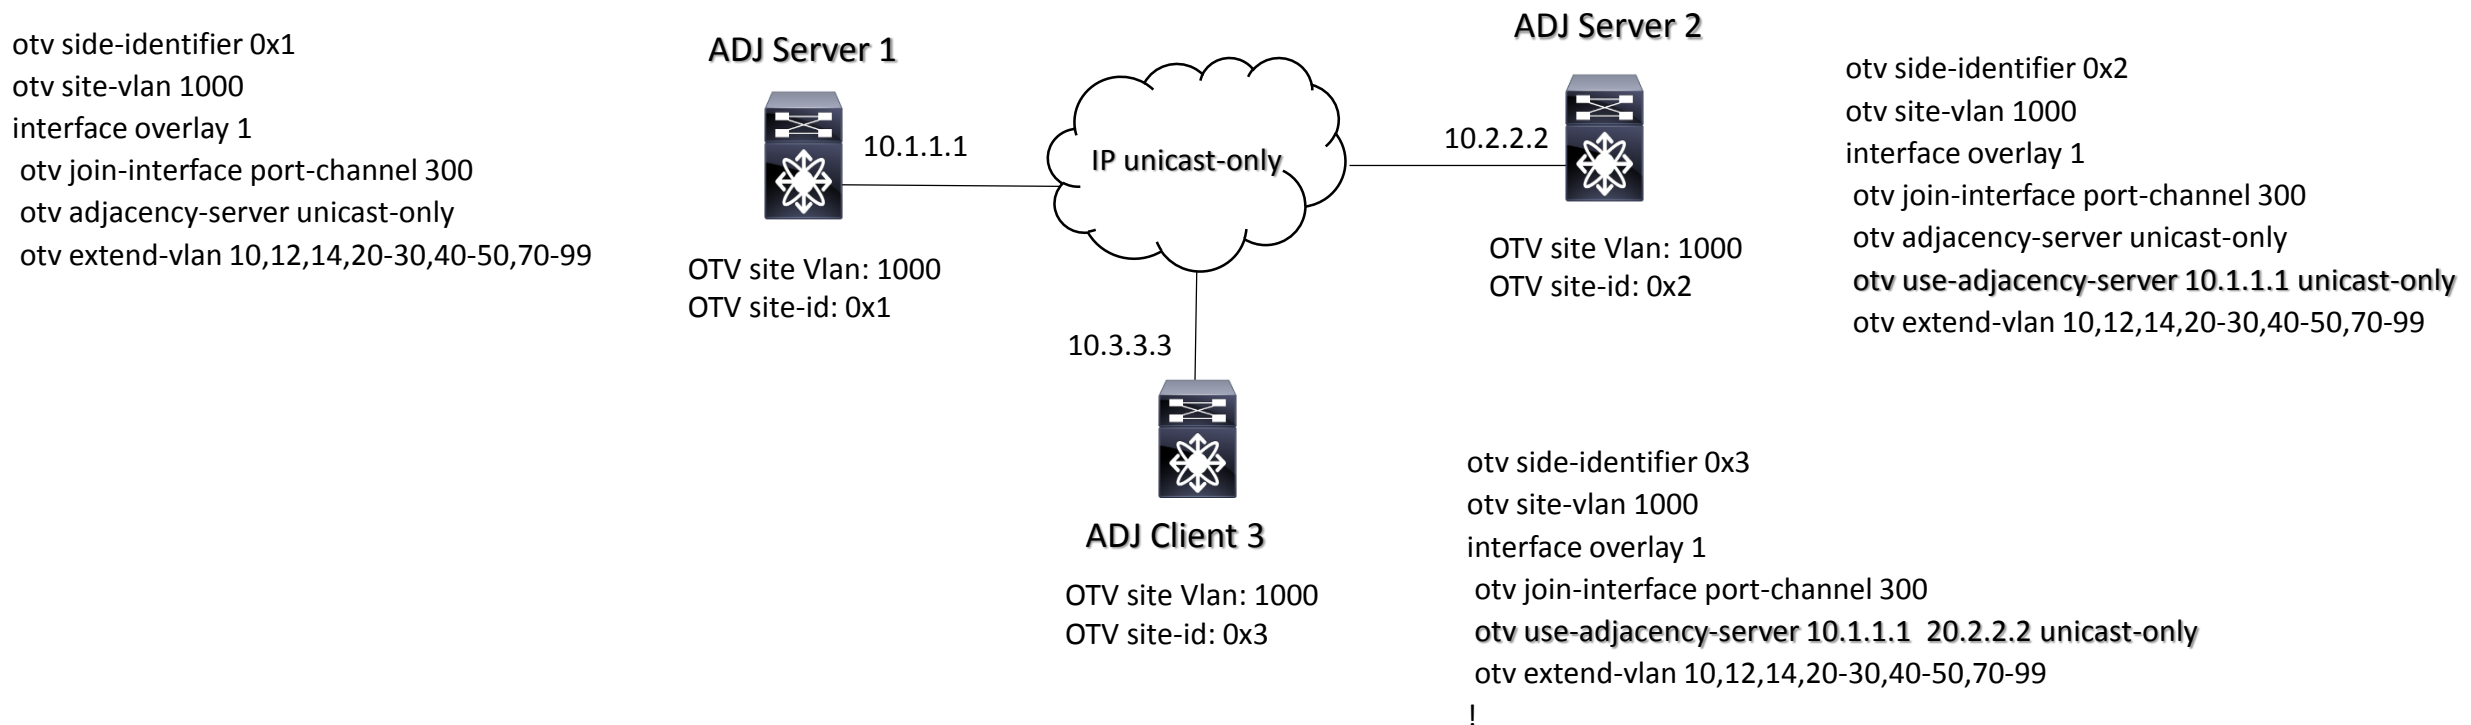 otv side-identifier 0x1
otv site-vlan 1000
interface overlay 1
otv join-interface port-channel 300
otv adjacency-server unicast-only
otv extend-vlan 10,12,14,20-30,40-50,70-99
ADJ Server 1
10.1.1.1
OTV site Vlan: 1000
OTV site-id: 0x1
IP unicast-only
ADJ Server 2
10.2.2.2
OTV site Vlan: 1000
OTV site-id: 0x2
otv side-identifier 0x2
otv site-vlan 1000
interface overlay 1
otv join-interface port-channel 300
otv adjacency-server unicast-only
otv use-adjacency-server 10.1.1.1 unicast-only
otv extend-vlan 10,12,14,20-30,40-50,70-99
10.3.3.3
ADJ Client 3
OTV site Vlan: 1000
OTV site-id: 0x3
otv side-identifier 0x3
otv site-vlan 1000
interface overlay 1
otv join-interface port-channel 300
otv use-adjacency-server 10.1.1.1 20.2.2.2 unicast-only
otv extend-vlan 10,12,14,20-30,40-50,70-99
!